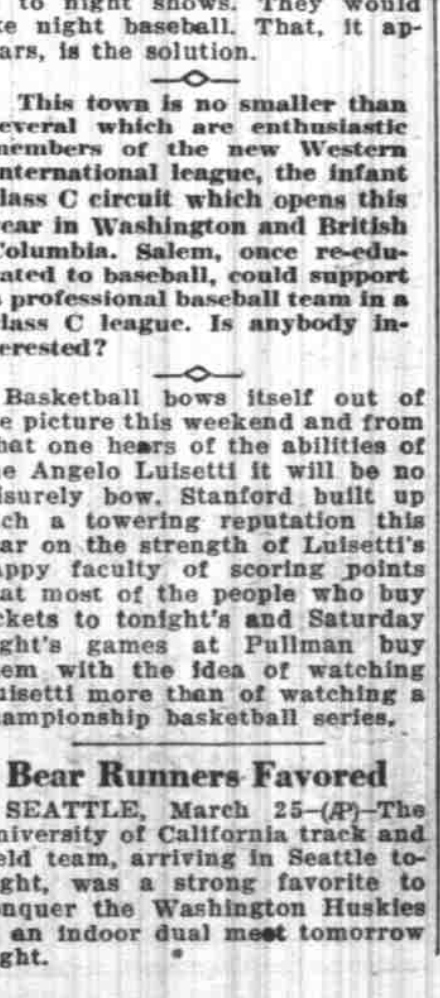 to night shows. They would
ke night baseball. That, it ap-
ars, is the solution.
This town is no smaller than
everal which are enthusiastic
nembers of the new Western
nternational league, the infant
lass C circuit which opens this
ear in Washington and British
Columbia. Salem, once re-edu-
ated to baseball, could support
professional baseball team in a
lass C league. Is anybody in-
erested?
Basketball bows itself out of
e picture this weekend and from
hat one hears of the abilities of
e Angelo Luisetti it will be no
isurely bow. Stanford built up
ch a towering reputation this
ar on the strength of Luisetti's
appy faculty of scoring points
at most of the people who buy
ckets to tonight's and Saturday
ght's games at Pullman buy
em with the idea of watching
uisetti more than of watching a
ampionship basketball series.
Bear Runners Favored
SEATTLE, March 25-(AP)-The
niversity of California track and
eld team, arriving in Seattle to-
ght, was a strong favorite to
nquer the Washington Huskies
an indoor dual meet tomorrow
ght.